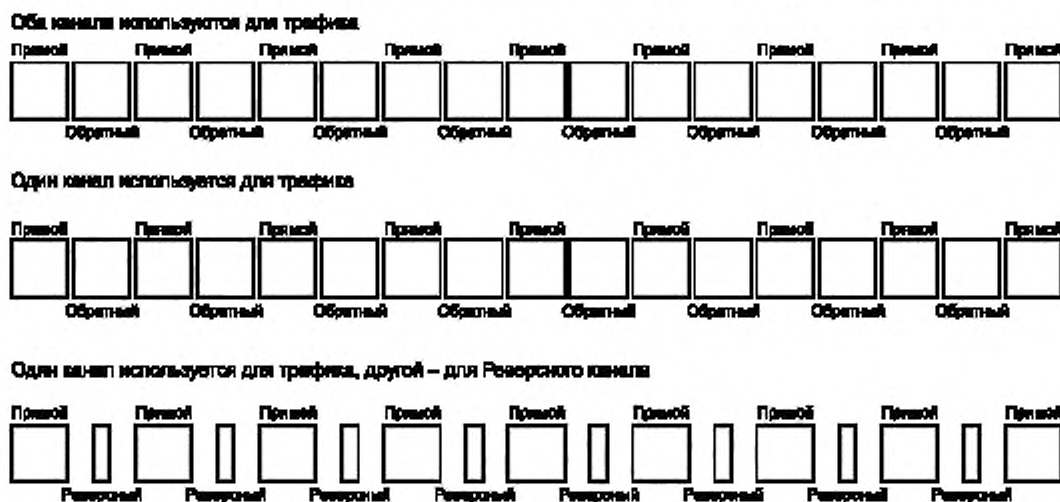 Оба канала используются для трафика
Прямой Прямой Прямой Прямой Прямой Прямой Прямой Прямой Прямой
Обратный Обратный Обратный Обратный Обратный Обратный Обратный Обратный
Один канал используется для трафика
Прямой Прямой Прямой Прямой Прямой Прямой Прямой Прямой Прямой
Обратный Обратный Обратный Обратный Обратный Обратный Обратный Обратный
Один канал используется для трафика, другой – для Реверсного канала
Прямой Прямой Прямой Прямой Прямой Прямой Прямой Прямой Прямой
Реверсный Реверсный Реверсный Реверсный Реверсный Реверсный Реверсный Реверсный